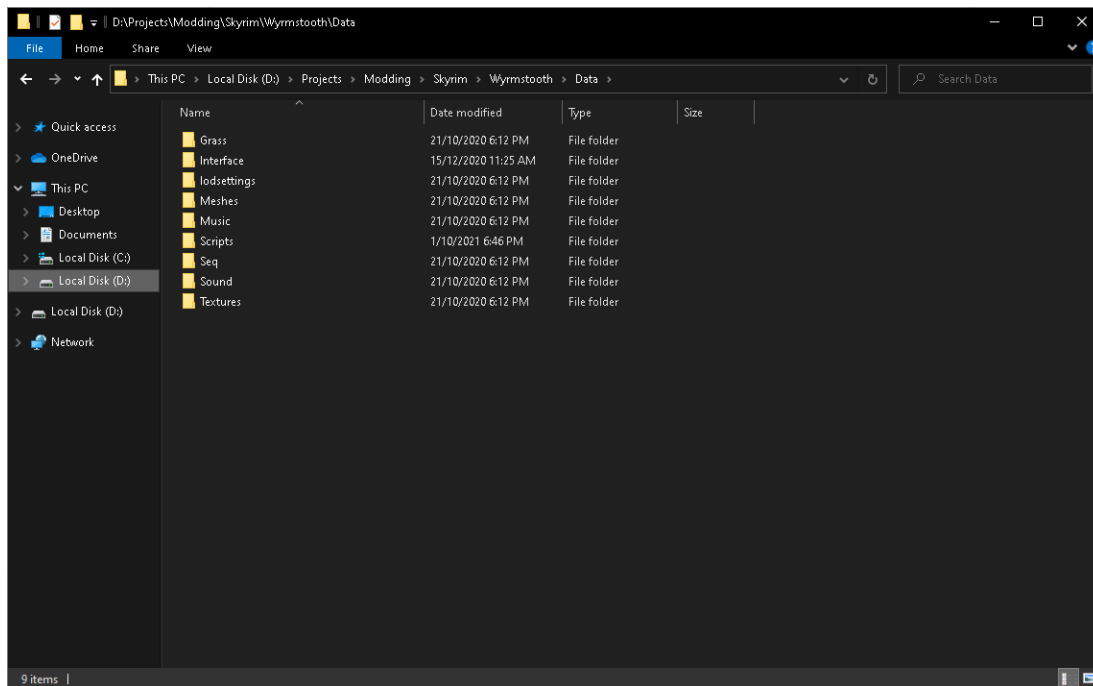 D:\Projects\Modding\Skyrim\Wyrmstooth\Data
File Home Share View
This PC > Local Disk (D:) > Projects > Modding > Skyrim > Wyrmstooth > Data >
Search Data
Name Date modified Type Size
Quick access
OneDrive
This PC
Desktop
Documents
Local Disk (C:)
Local Disk (D:)
Local Disk (D:)
Network
Grass 21/10/2020 6:12 PM File folder
Interface 15/12/2020 11:25 AM File folder
lodsettings 21/10/2020 6:12 PM File folder
Meshes 21/10/2020 6:12 PM File folder
Music 21/10/2020 6:12 PM File folder
Scripts 1/10/2021 6:46 PM File folder
Seq 21/10/2020 6:12 PM File folder
Sound 21/10/2020 6:12 PM File folder
Textures 21/10/2020 6:12 PM File folder
9 items